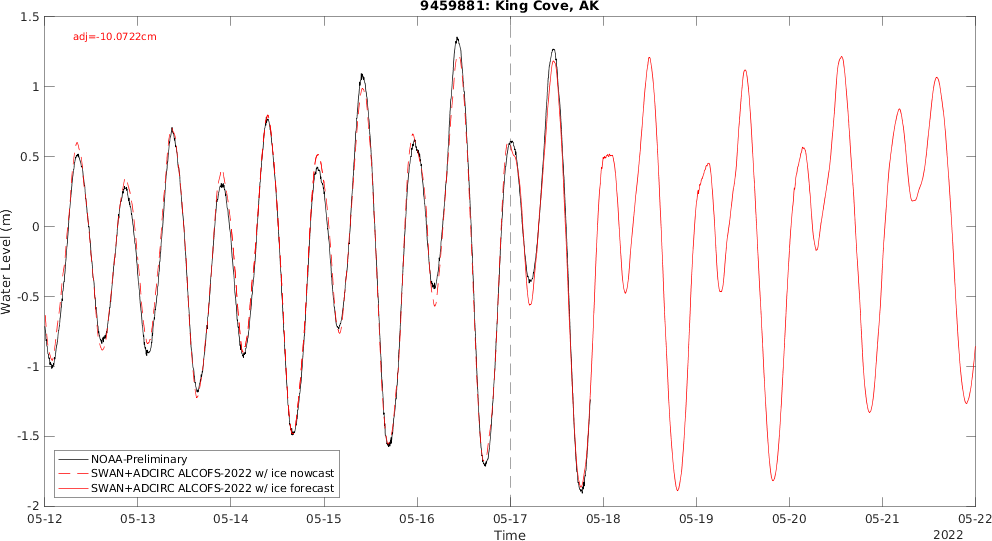 9459881: King Cove, AK
adj=-10.0722cm
1.5
1
0.5
0
-0.5
-1
-1.5
-2
Water Level (m)
NOAA-Preliminary
SWAN+ADCIRC ALCOFS-2022 w/ ice nowcast
SWAN+ADCIRC ALCOFS-2022 w/ ice forecast
05-12 05-13 05-14 05-15 05-16 05-17 05-18 05-19 05-20 05-21 05-22
Time
2022